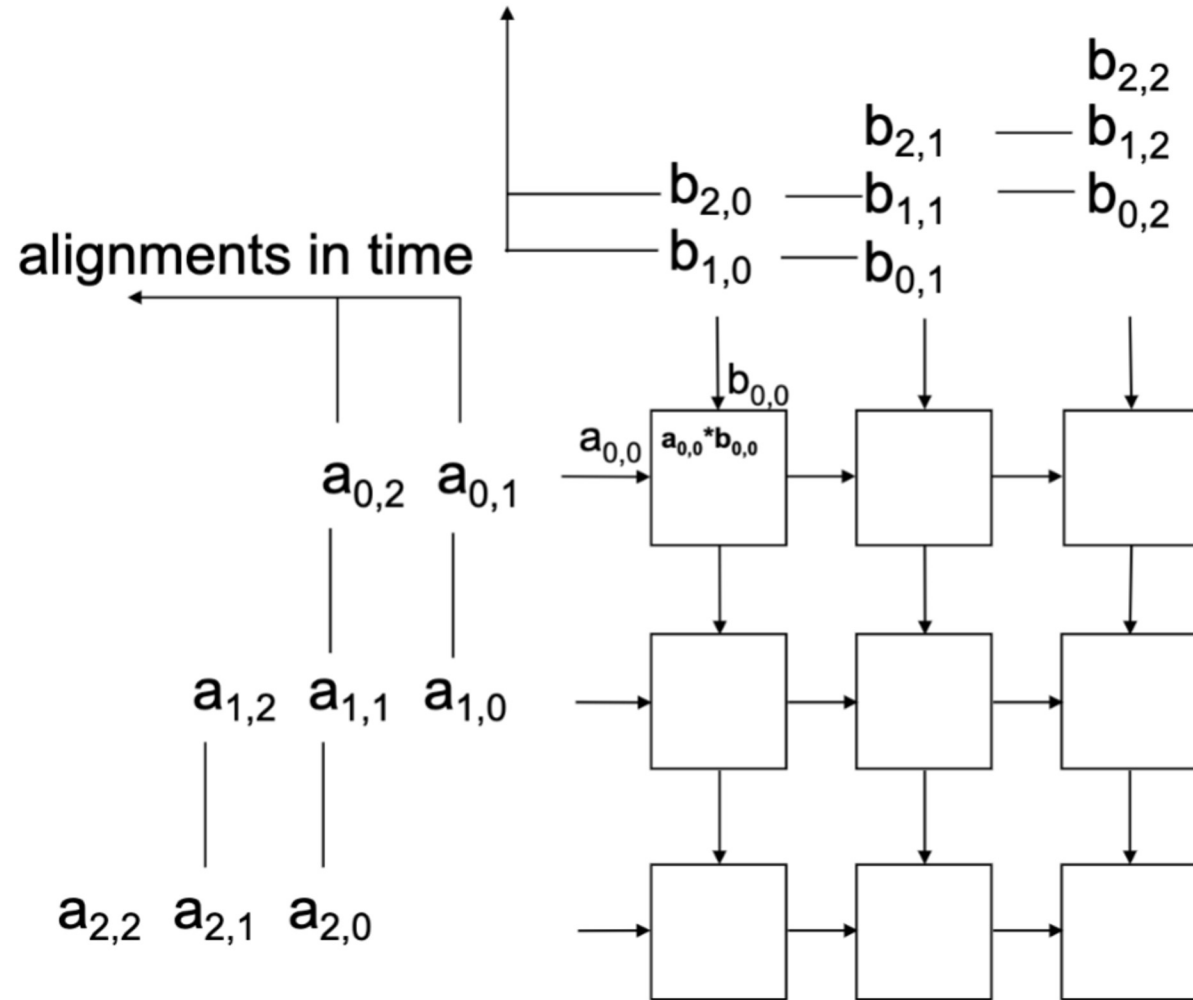 b₂,₂
b₂,₁ b₁,₂
b₂,₀ b₁,₁ b₀,₂
alignments in time b₁,₀ b₀,₁
b₀,₀
a₀,₀ a₀,₀*b₀,₀
a₀,₂ a₀,₁
a₁,₂ a₁,₁ a₁,₀
a₂,₂ a₂,₁ a₂,₀